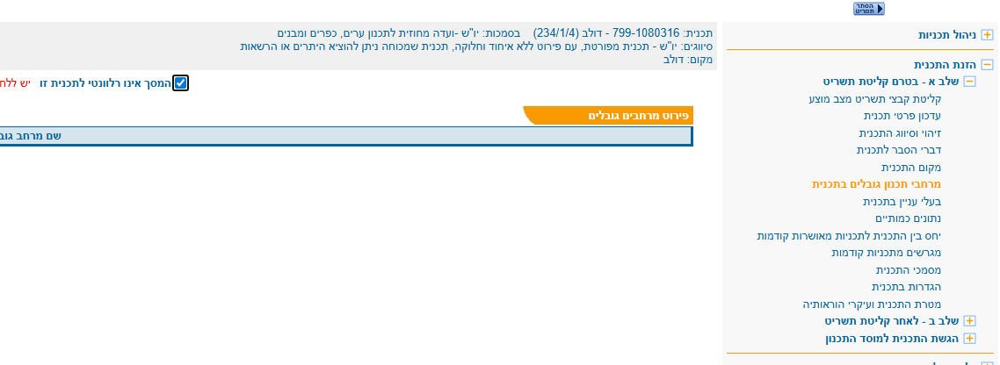 הסתר
תפריט
ניהול תכניות
הזנת התכנית
שלב א - בטרם קליטת תשריט
קליטת קבצי תשריט מצב מוצע
עדכון פרטי תכנית
זיהוי וסיווג התכנית
דברי הסבר לתכנית
מקום התכנית
מרחבי תכנון גובלים בתכנית
בעלי עניין בתכנית
נתונים כמותיים
יחס בין התכנית לתכניות מאושרות קודמות
מגרשים מתכניות קודמות
מסמכי התכנית
הגדרות בתכנית
מטרת התכנית ועיקרי הוראותיה
שלב ב - לאחר קליטת תשריט
הגשת התכנית למוסד התכנון
תכנית: 799-1080316 - דולב (234/1/4) בסמכות: יו"ש -ועדה מחוזית לתכנון ערים, כפרים ומבנים
סיווגים: יו"ש - תכנית מפורטת, עם פירוט ללא איחוד וחלוקה, תכנית שמכוחה ניתן להוציא היתרים או הרשאות
מקום: דולב
המסך אינו רלוונטי לתכנית זו יש ללח
פירוט מרחבים גובלים
שם מרחב גוב